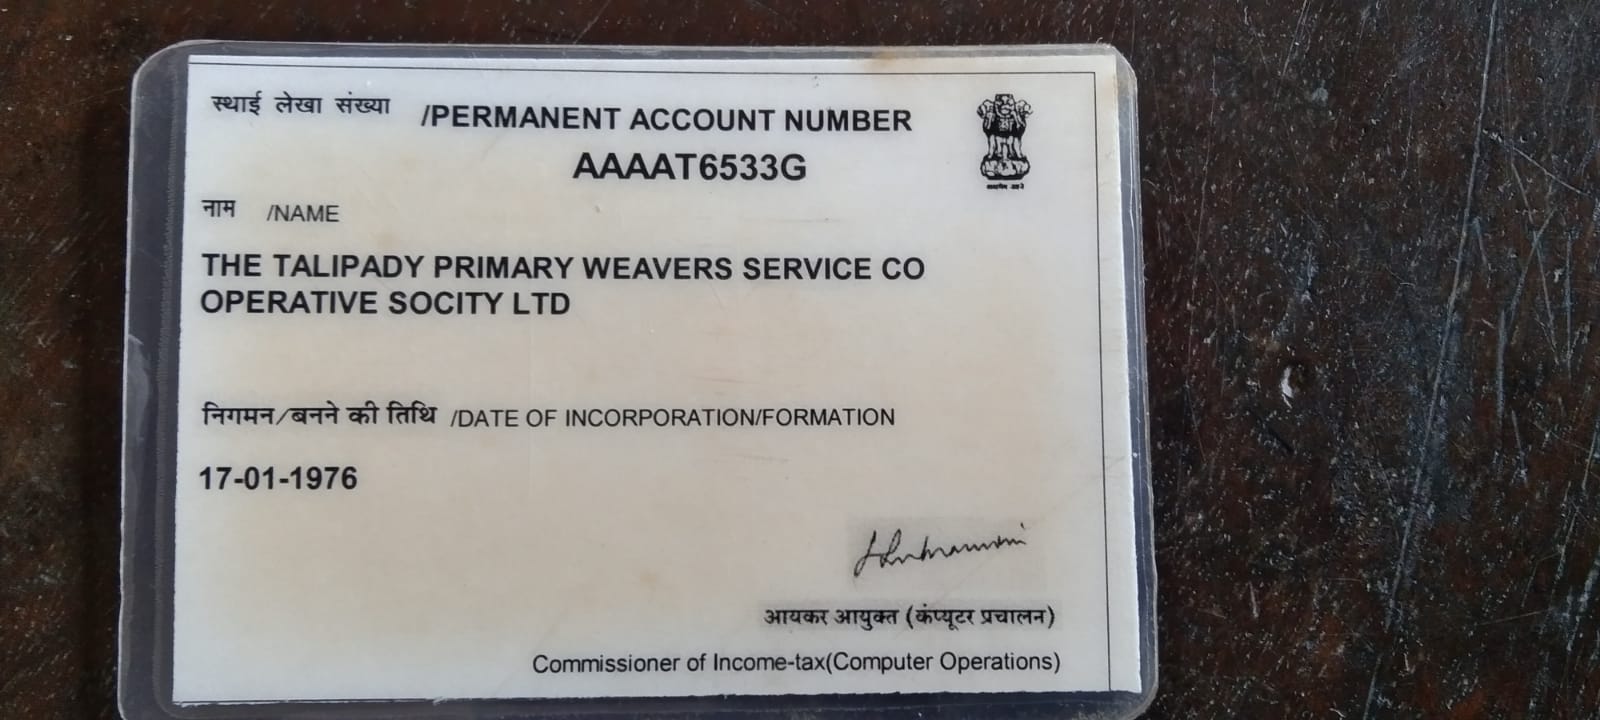 स्थाई लेखा संख्या /PERMANENT ACCOUNT NUMBER
AAAAT6533G
नाम /NAME
THE TALIPADY PRIMARY WEAVERS SERVICE CO
OPERATIVE SOCITY LTD
निगमन/बनने की तिथि /DATE OF INCORPORATION/FORMATION
17-01-1976
आयकर आयुक्त (कंप्यूटर प्रचालन)
Commissioner of Income-tax(Computer Operations)